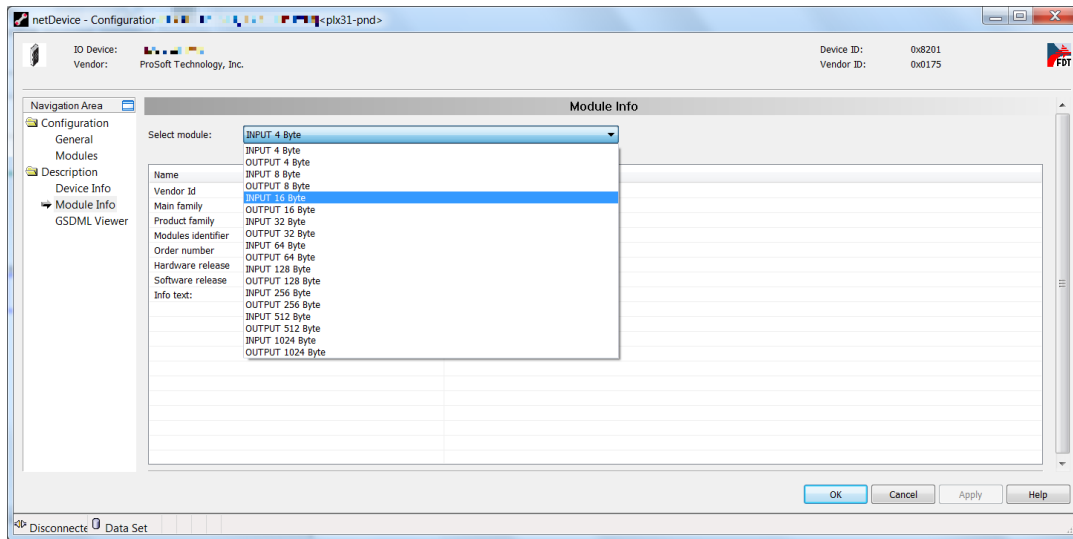 netDevice - Configuration <plx31-pnd>
IO Device:
Device ID: 0x8201
Vendor: ProSoft Technology, Inc.
Vendor ID: 0x0175
FDT
Navigation Area
Module Info
Configuration
General
Modules
Description
Device Info
Module Info
GSDML Viewer
Select module: INPUT 4 Byte
INPUT 4 Byte
OUTPUT 4 Byte
INPUT 8 Byte
OUTPUT 8 Byte
INPUT 16 Byte
OUTPUT 16 Byte
INPUT 32 Byte
OUTPUT 32 Byte
INPUT 64 Byte
OUTPUT 64 Byte
INPUT 128 Byte
OUTPUT 128 Byte
INPUT 256 Byte
OUTPUT 256 Byte
INPUT 512 Byte
OUTPUT 512 Byte
INPUT 1024 Byte
OUTPUT 1024 Byte
Name
Vendor Id
Main family
Product family
Modules identifier
Order number
Hardware release
Software release
Info text:
OK Cancel Apply Help
Disconnecte Data Set